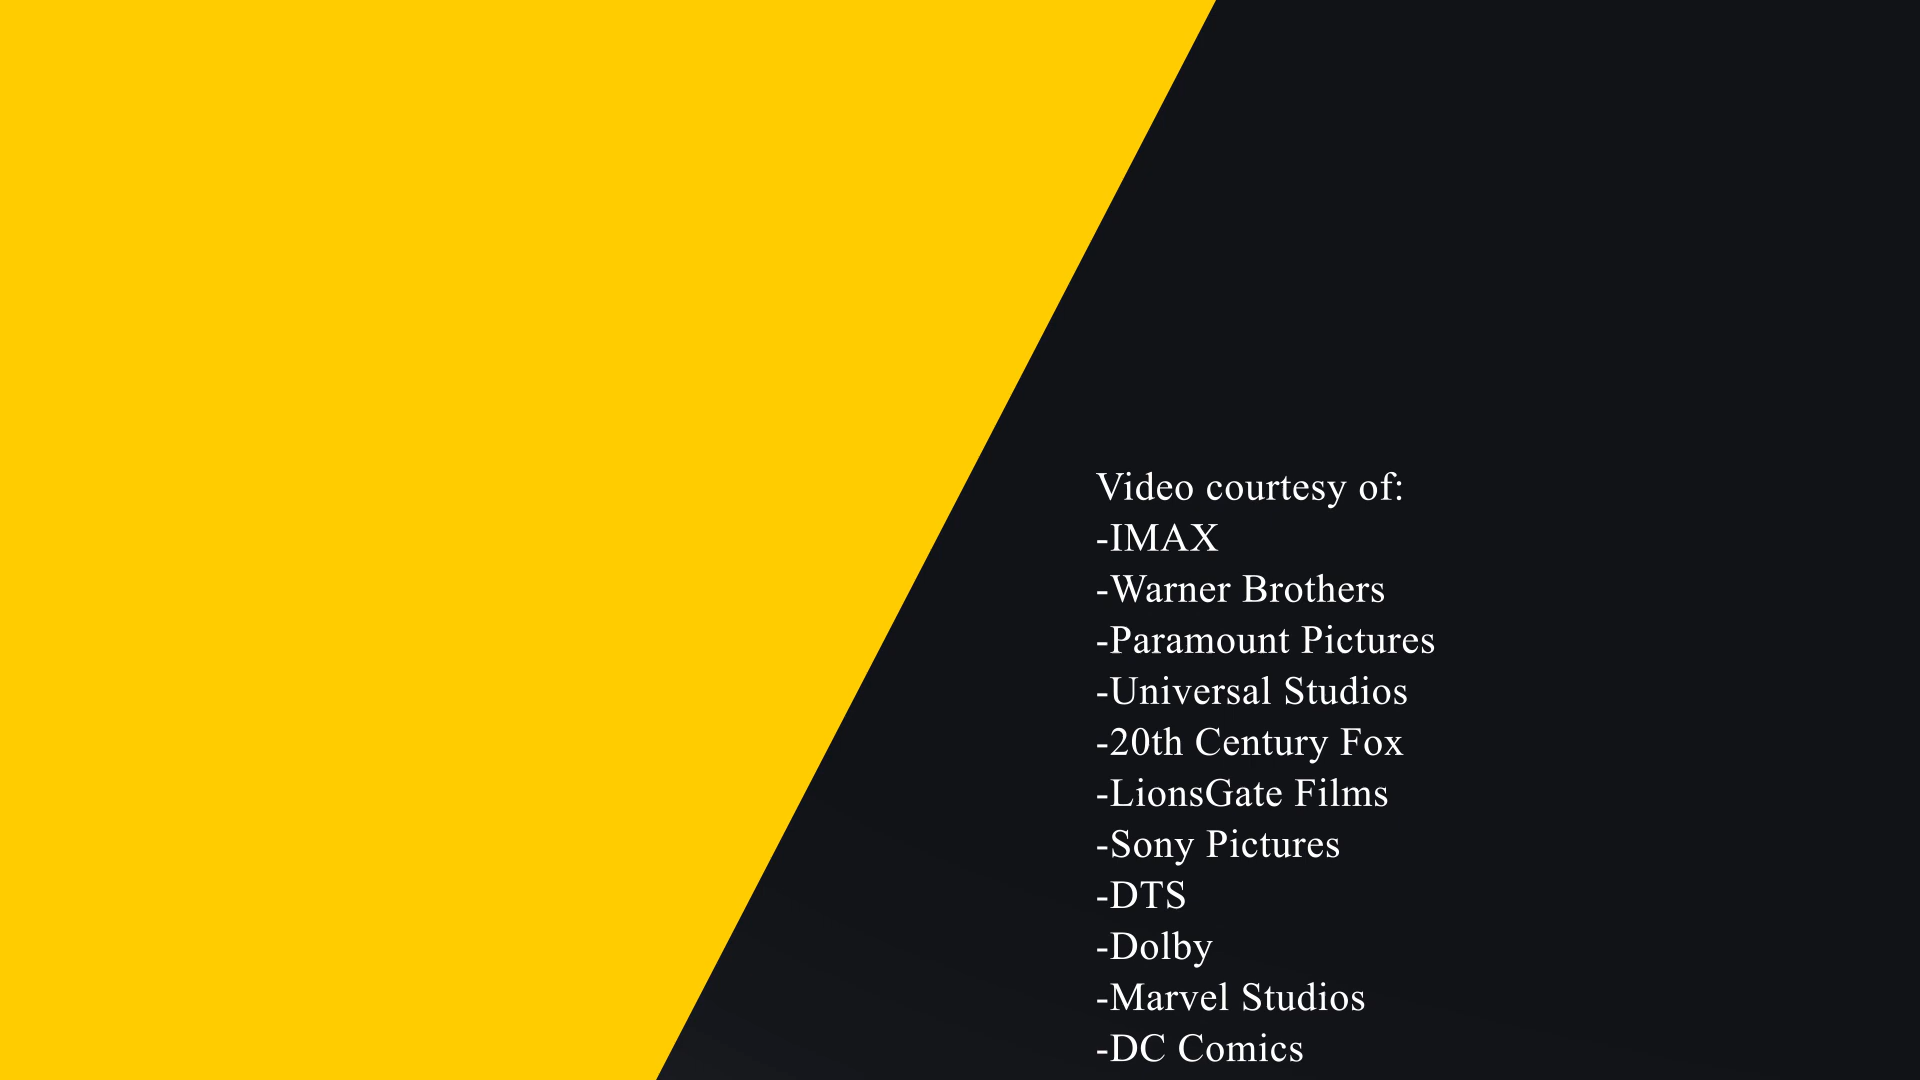 Video courtesy of:
-IMAX
-Warner Brothers
-Paramount Pictures
-Universal Studios
-20th Century Fox
-LionsGate Films
-Sony Pictures
-DTS
-Dolby
-Marvel Studios
-DC Comics